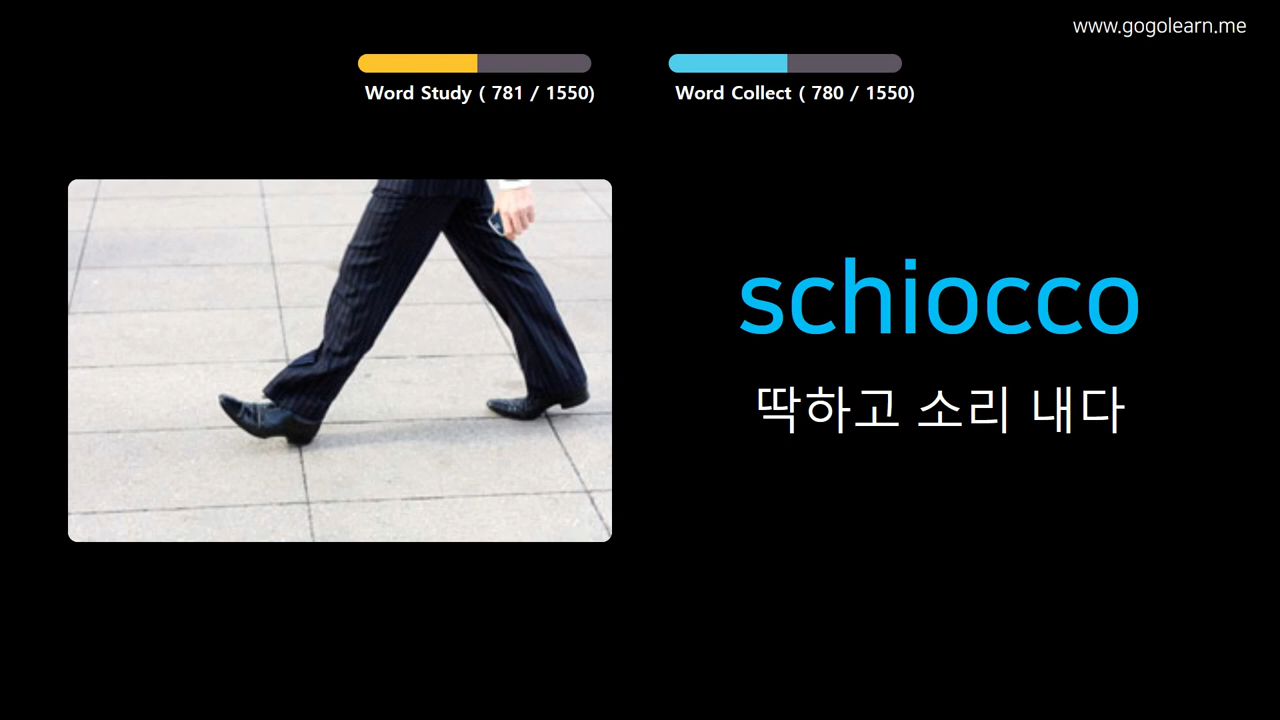 www.gogolearn.me
Word Study ( 781 / 1550)
Word Collect ( 780 / 1550)
schiocco
딱하고 소리 내다